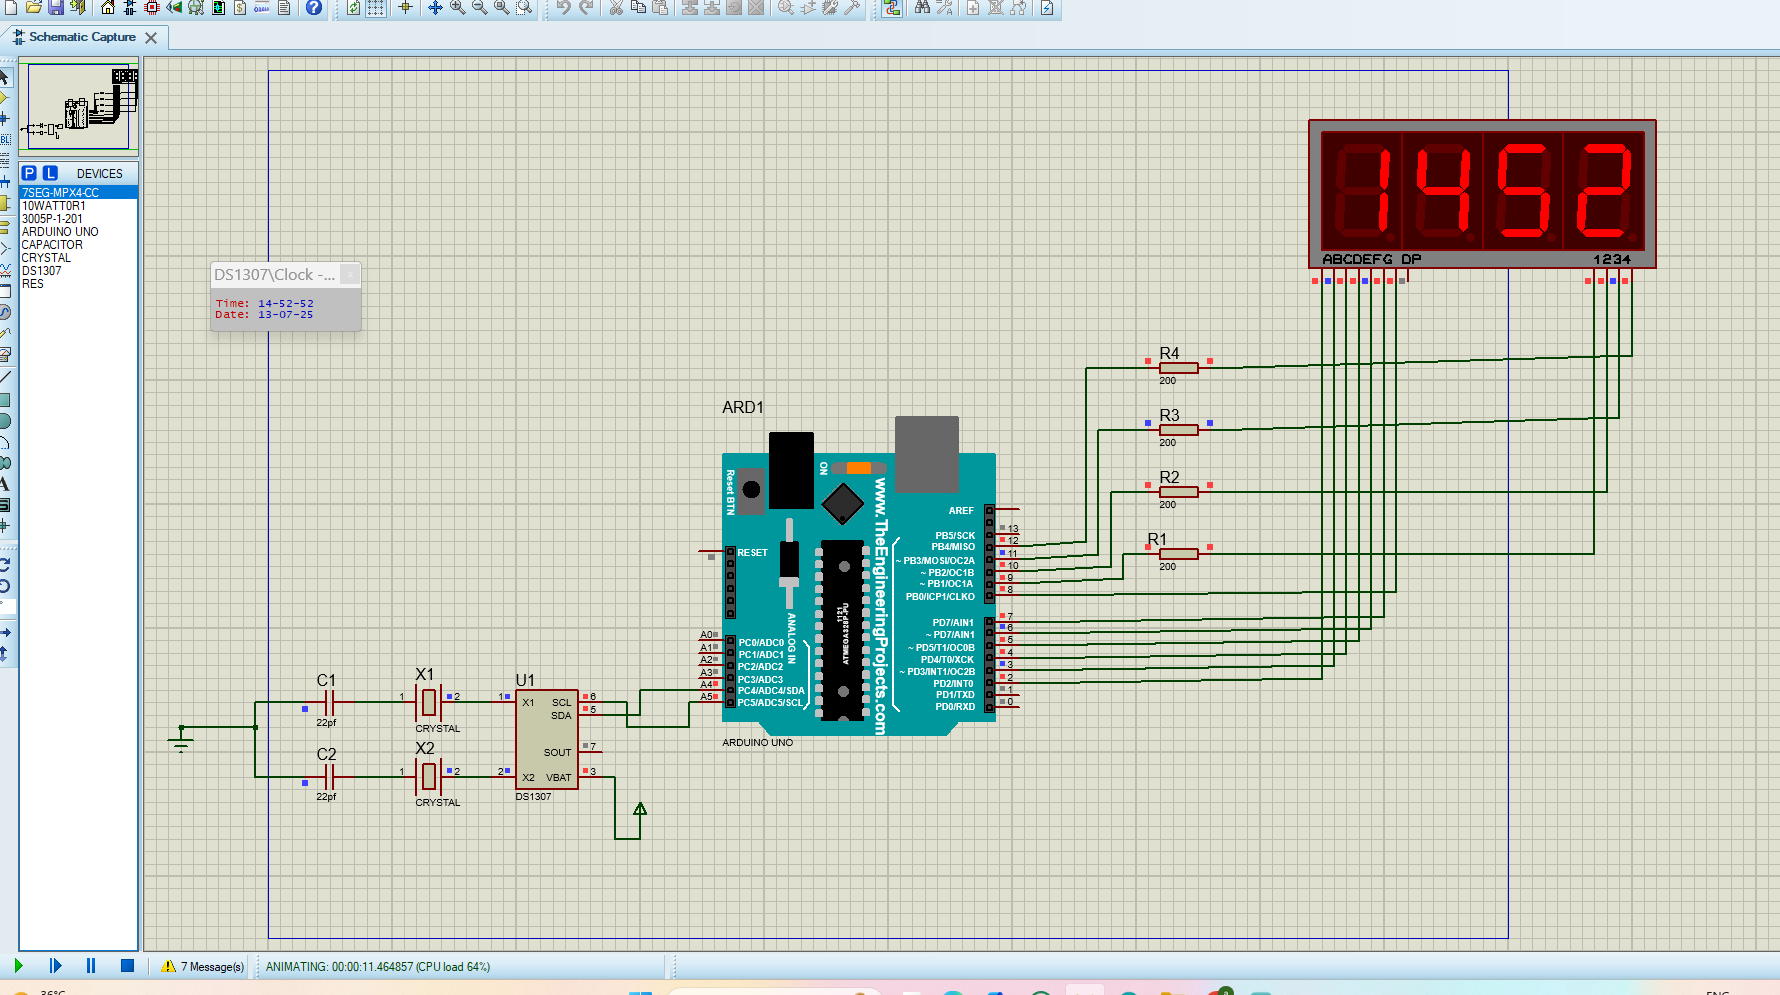 Schematic Capture
P L DEVICES
7SEG-MPX4-CC
10WATT0R1
3005P-1-201
ARDUINO UNO
CAPACITOR
CRYSTAL
DS1307
RES
DS1307\Clock -...
Time: 14-52-52
Date: 13-07-25
1452
ABCDEFG DP
1234
R4
200
R3
200
R2
200
R1
200
ARD1
Reset BTN
ON
www.TheEngineeringProjects.com
ANALOG IN
1121
ATMEGA328P-PU
RESET
AREF
13
PB5/SCK
12
PB4/MISO
11
~ PB3/MOSI/OC2A
10
~ PB2/OC1B
9
~ PB1/OC1A
8
PB0/ICP1/CLKO
7
PD7/AIN1
6
~ PD7/AIN1
5
~ PD5/T1/OC0B
4
PD4/T0/XCK
3
~ PD3/INT1/OC2B
2
PD2/INT0
1
PD1/TXD
0
PD0/RXD
A0
PC0/ADC0
A1
PC1/ADC1
A2
PC2/ADC2
A3
PC3/ADC3
A4
PC4/ADC4/SDA
A5
PC5/ADC5/SCL
ARDUINO UNO
C1
22pf
X1
1 2
CRYSTAL
C2
22pf
X2
1 2
CRYSTAL
U1
1 X1 SCL 6
SDA 5
SOUT 7
2 X2 VBAT 3
DS1307
7 Message(s)
ANIMATING: 00:00:11.464857 (CPU load 64%)
36°C
ENG